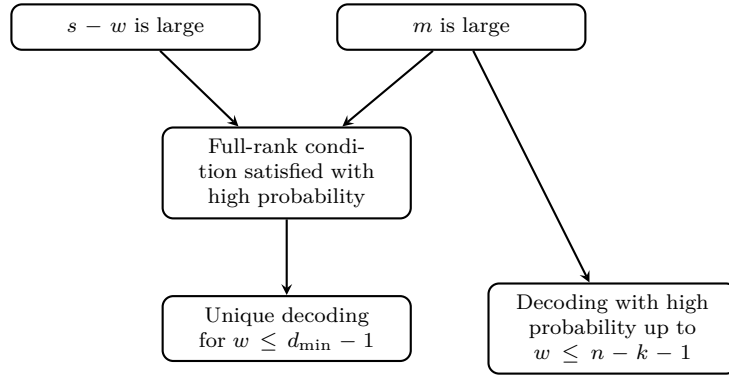 s − w is large
m is large
Full-rank condi-
tion satisfied with
high probability
Unique decoding
for w ≤ d_min − 1
Decoding with high
probability up to
w ≤ n − k − 1